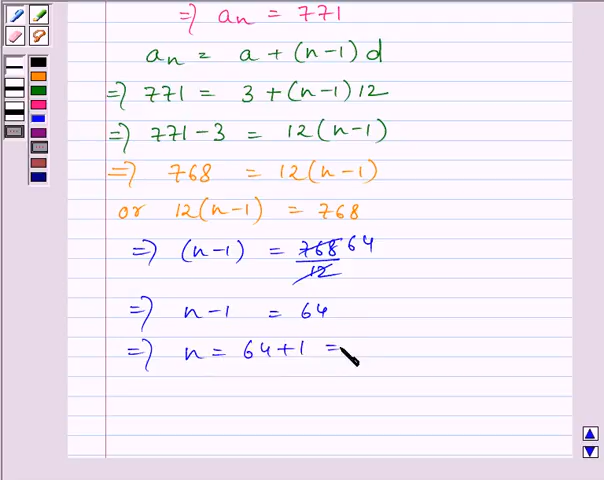 ⇒ an = 771
an = a + (n-1) d
⇒ 771 = 3 + (n-1) 12
⇒ 771-3 = 12(n-1)
⇒ 768 = 12(n-1)
or 12(n-1) = 768
⇒ (n-1) = 768/12 64
⇒ n-1 = 64
⇒ n = 64+1 =